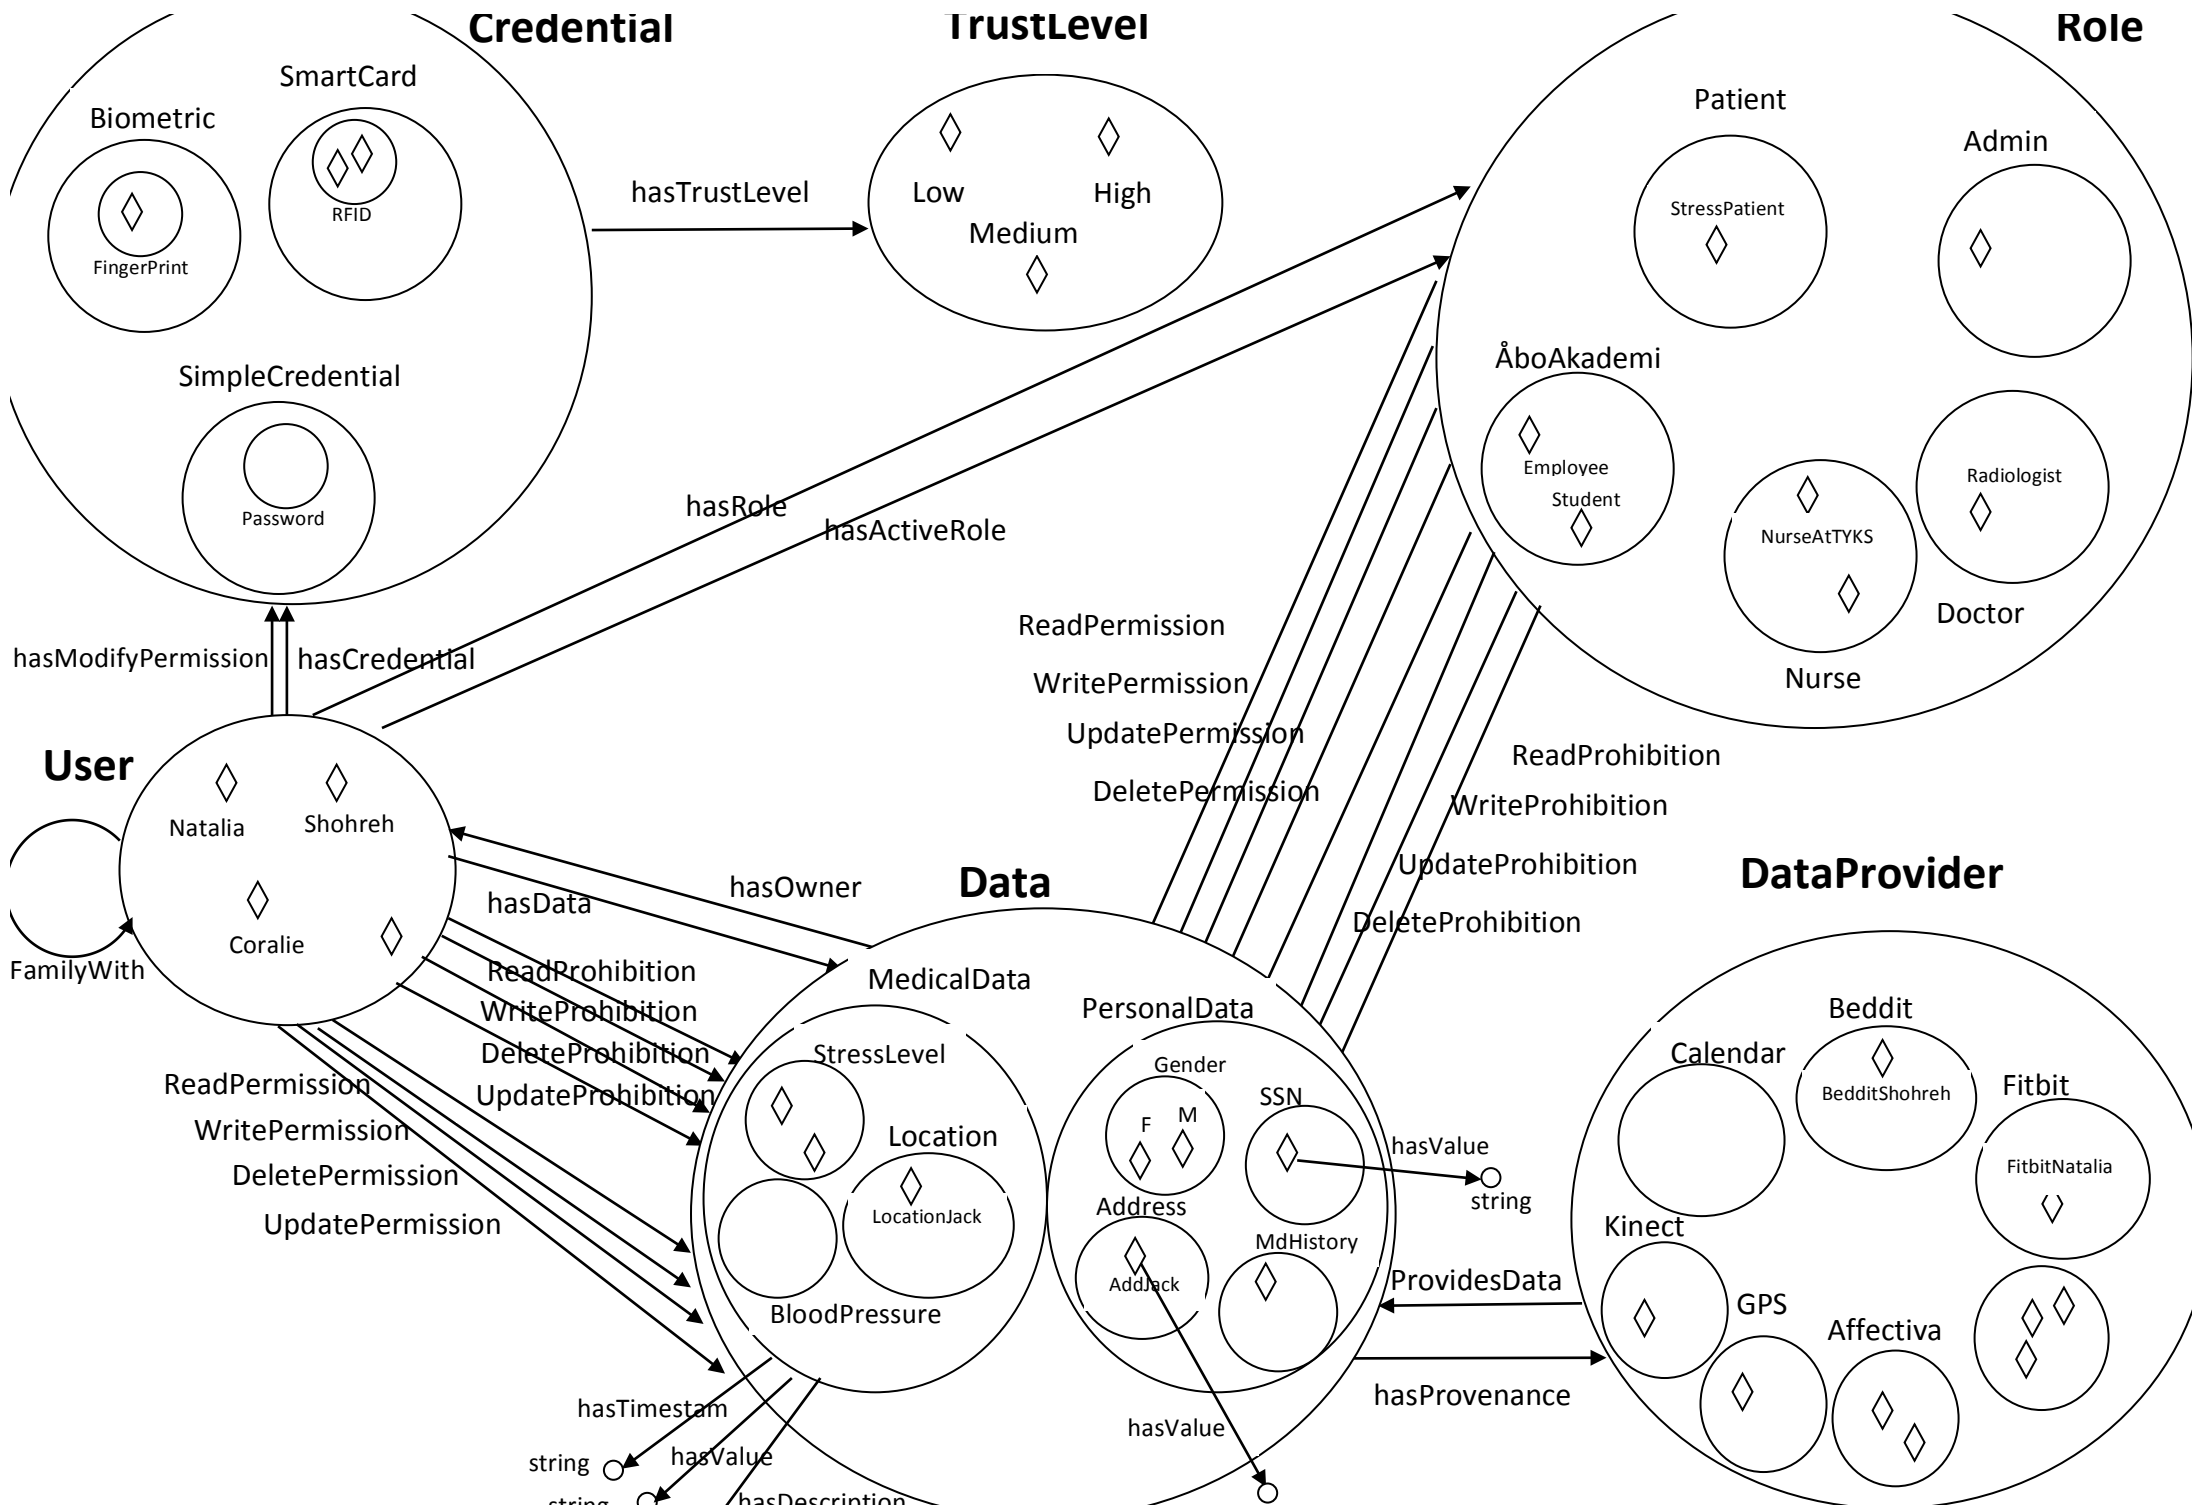 Credential
TrustLevel
Role
SmartCard
Biometric
RFID
FingerPrint
SimpleCredential
Password
hasTrustLevel
Low
High
Medium
Patient
Admin
StressPatient
ÅboAkademi
Employee
Student
Radiologist
NurseAtTYKS
Doctor
Nurse
hasRole
hasActiveRole
hasModifyPermission
hasCredential
ReadPermission
WritePermission
UpdatePermission
DeletePermission
ReadProhibition
WriteProhibition
UpdateProhibition
DeleteProhibition
User
Natalia
Shohreh
Coralie
FamilyWith
hasOwner
hasData
ReadProhibition
WriteProhibition
DeleteProhibition
UpdateProhibition
ReadPermission
WritePermission
DeletePermission
UpdatePermission
Data
MedicalData
PersonalData
StressLevel
Location
LocationJack
BloodPressure
Gender
F
M
SSN
Address
AddJack
MdHistory
hasValue
string
hasValue
hasTimestam
string
hasValue
string
hasDescription
ProvidesData
hasProvenance
DataProvider
Beddit
Calendar
BedditShohreh
Fitbit
FitbitNatalia
Kinect
GPS
Affectiva